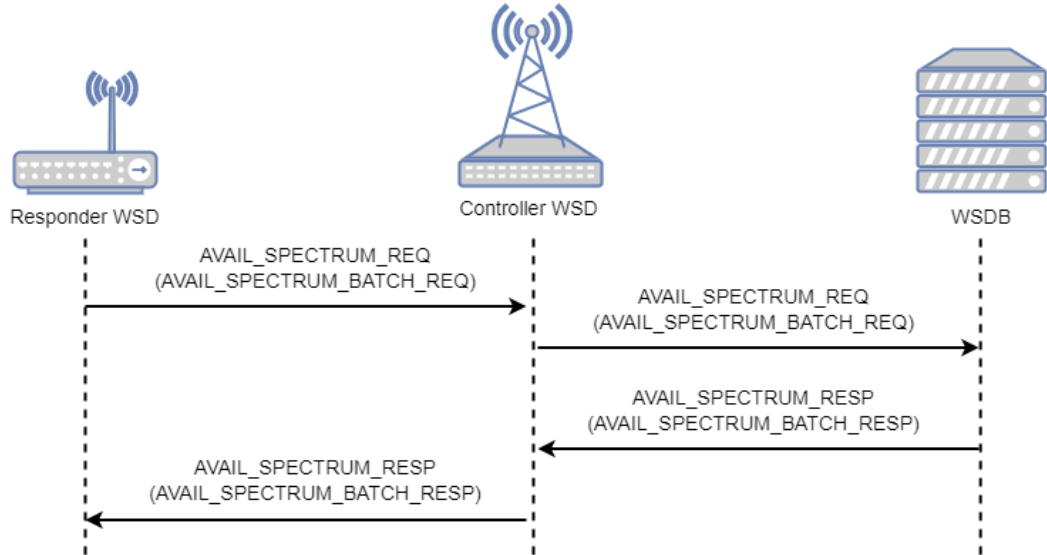 Responder WSD
Controller WSD
WSDB
AVAIL_SPECTRUM_REQ
(AVAIL_SPECTRUM_BATCH_REQ)
AVAIL_SPECTRUM_REQ
(AVAIL_SPECTRUM_BATCH_REQ)
AVAIL_SPECTRUM_RESP
(AVAIL_SPECTRUM_BATCH_RESP)
AVAIL_SPECTRUM_RESP
(AVAIL_SPECTRUM_BATCH_RESP)